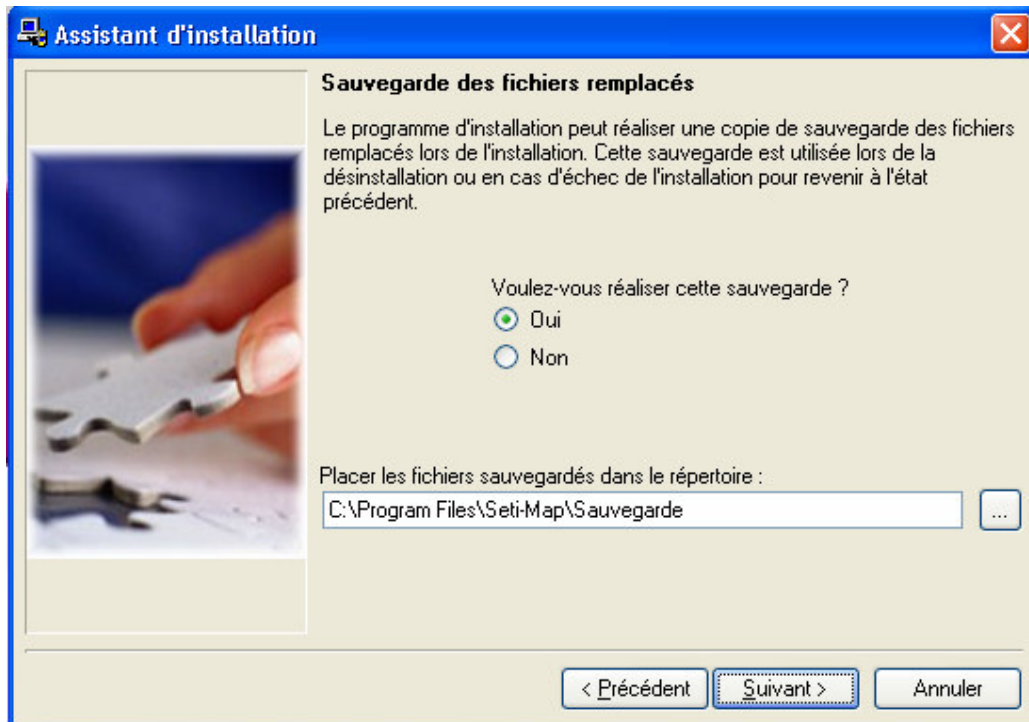 Assistant d'installation
Sauvegarde des fichiers remplacés
Le programme d'installation peut réaliser une copie de sauvegarde des fichiers
remplacés lors de l'installation. Cette sauvegarde est utilisée lors de la
désinstallation ou en cas d'échec de l'installation pour revenir à l'état
précédent.
Voulez-vous réaliser cette sauvegarde ?
Oui
Non
Placer les fichiers sauvegardés dans le répertoire :
C:\Program Files\Seti-Map\Sauvegarde
...
< Précédent
Suivant >
Annuler